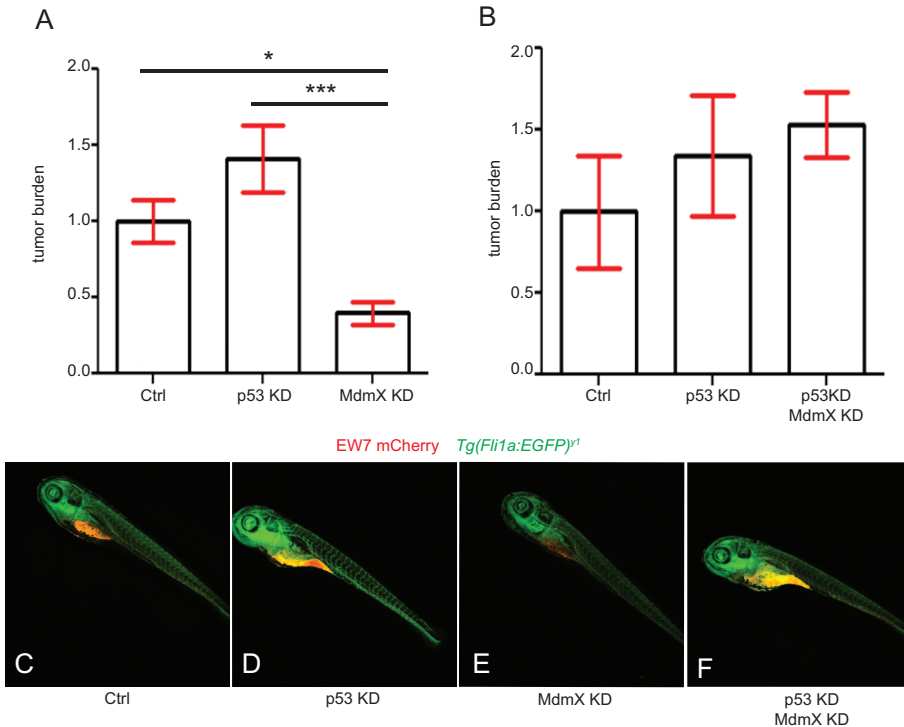 A
B
*
***
2.0
1.5
1.0
0.5
0.0
tumor burden
Ctrl
p53 KD
MdmX KD
2.0
1.5
1.0
0.5
0.0
tumor burden
Ctrl
p53 KD
p53KD
MdmX KD
EW7 mCherry Tg(Fli1a:EGFP)y1
C
D
E
F
Ctrl
p53 KD
MdmX KD
p53 KD
MdmX KD